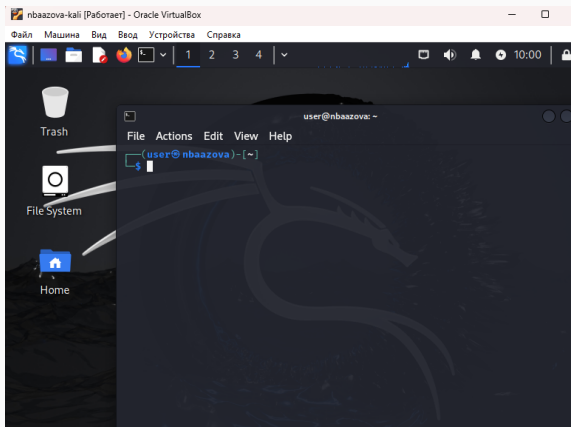 nbaazova-kali [Работает] - Oracle VirtualBox
Файл Машина Вид Ввод Устройства Справка
1 2 3 4 10:00
Trash
user@nbaazova: ~
File Actions Edit View Help
(user㉿nbaazova)-[~]
$
File System
Home